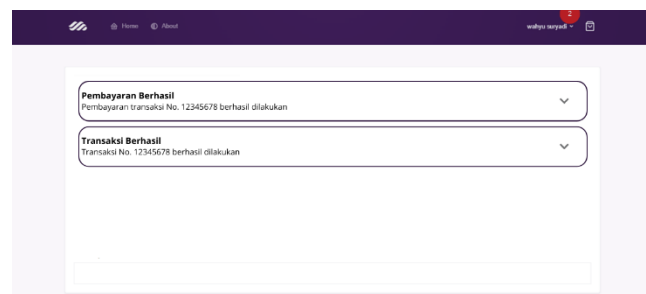 2
Home About wahyu suryadi
Pembayaran Berhasil
Pembayaran transaksi No. 12345678 berhasil dilakukan
Transaksi Berhasil
Transaksi No. 12345678 berhasil dilakukan